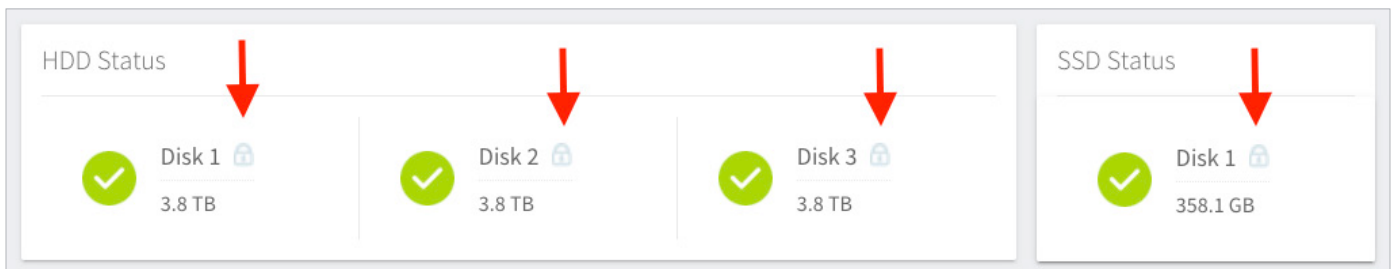 HDD Status
Disk 1
3.8 TB
Disk 2
3.8 TB
Disk 3
3.8 TB
SSD Status
Disk 1
358.1 GB